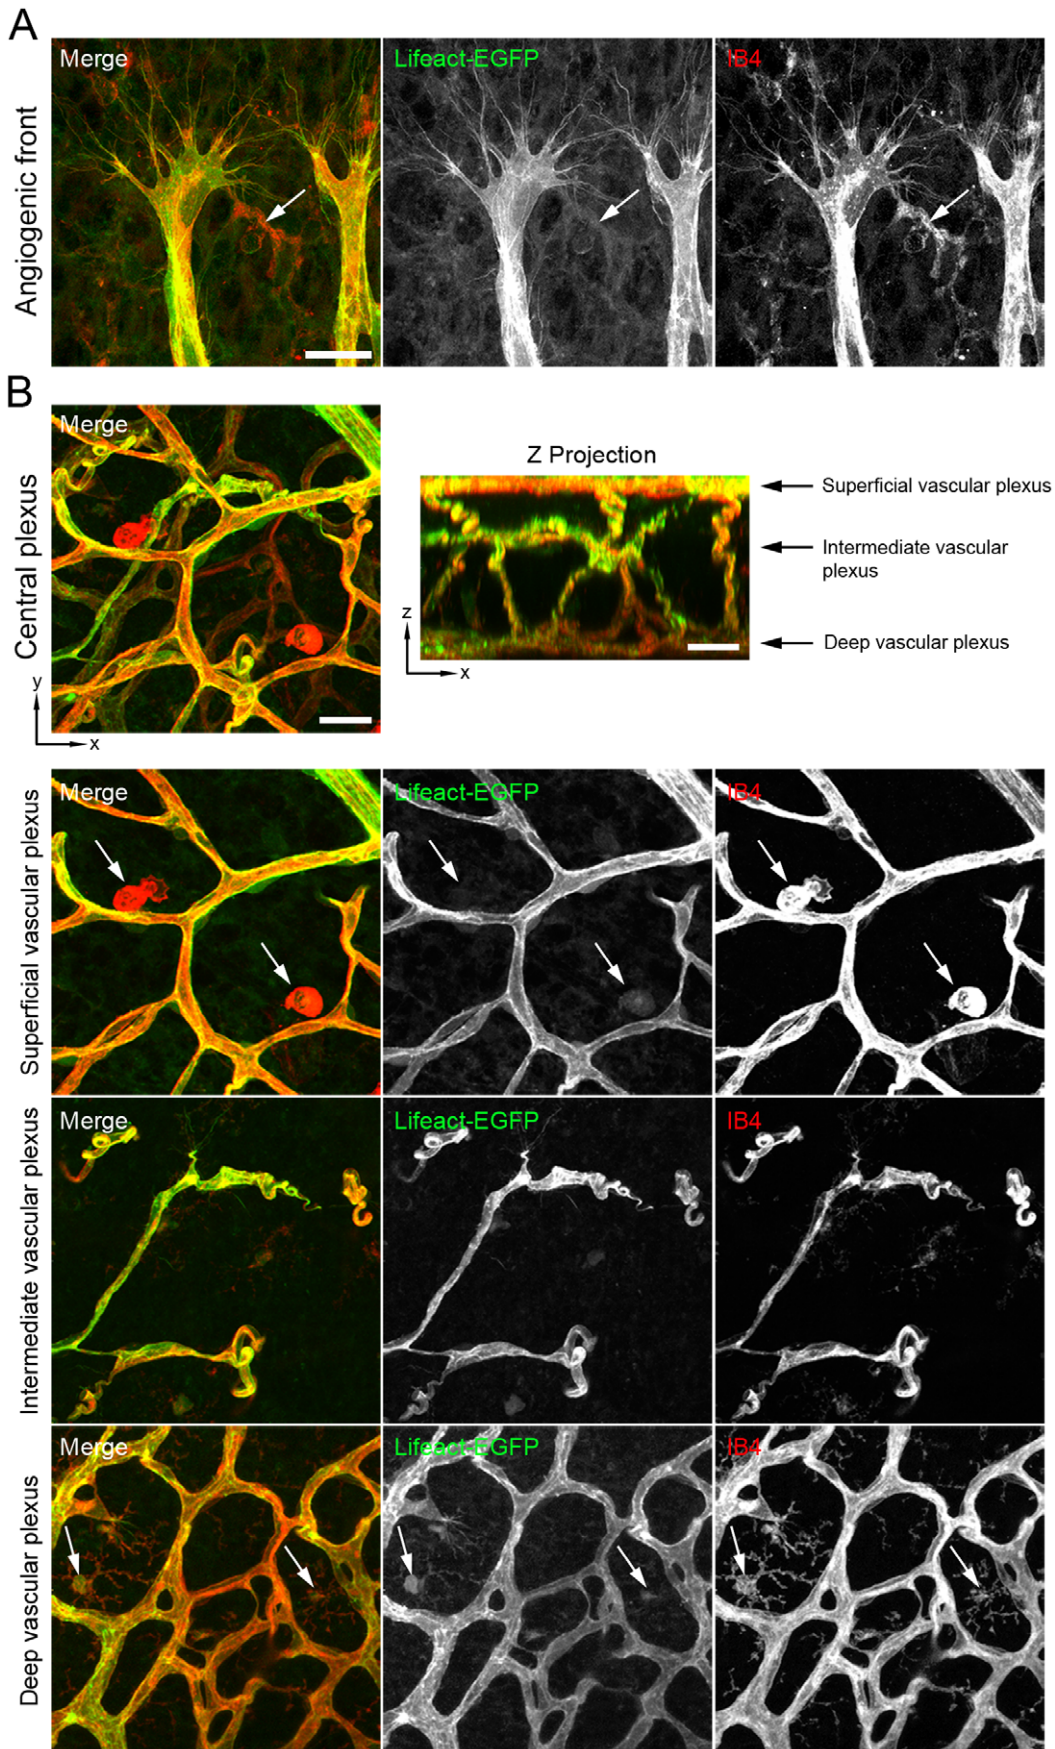 A
Angiogenic front
Merge
Lifeact-EGFP
IB4
B
Central plexus
Merge
y
x
Z Projection
z
x
Superficial vascular plexus
Intermediate vascular
plexus
Deep vascular plexus
Superficial vascular plexus
Merge
Lifeact-EGFP
IB4
Intermediate vascular plexus
Merge
Lifeact-EGFP
IB4
Deep vascular plexus
Merge
Lifeact-EGFP
IB4